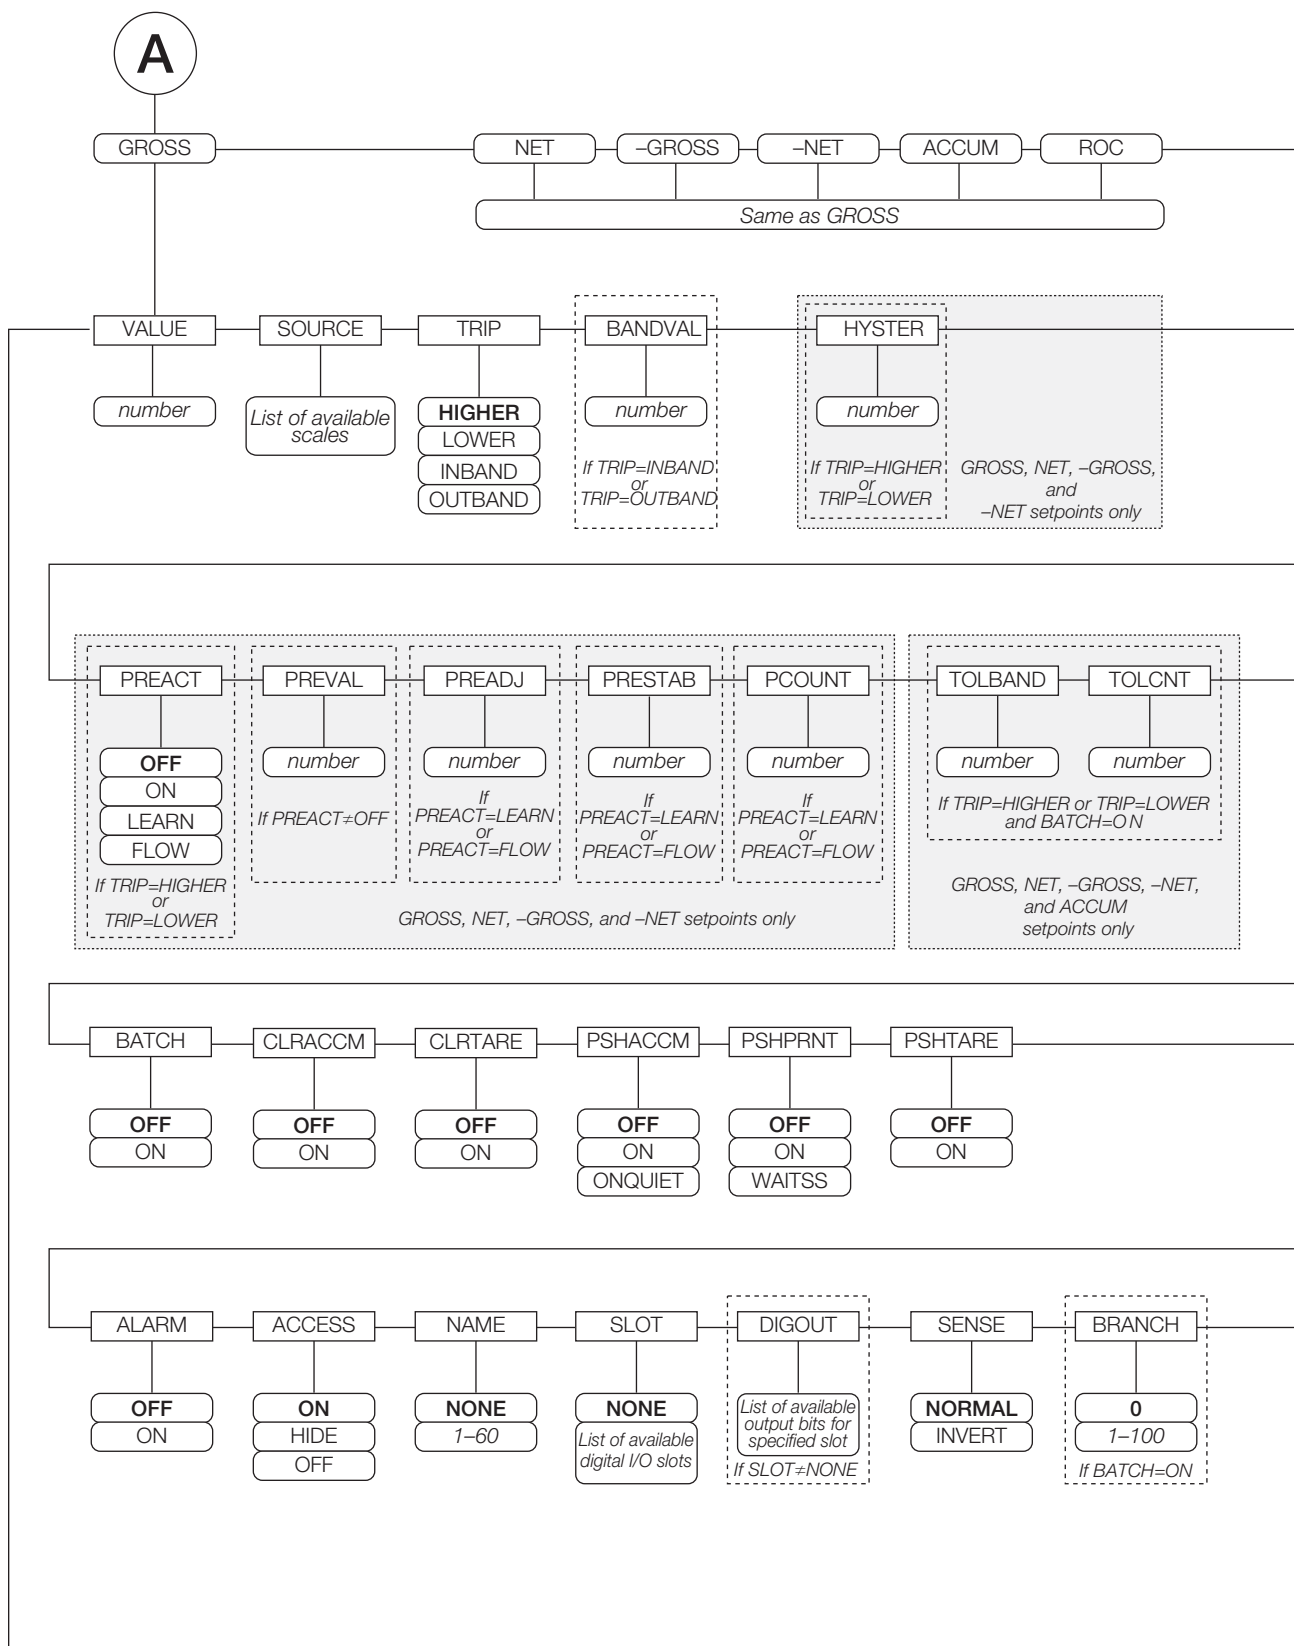 A
GROSS
NET
–GROSS
–NET
ACCUM
ROC
Same as GROSS
VALUE
SOURCE
TRIP
BANDVAL
HYSTER
number
List of available
scales
HIGHER
LOWER
INBAND
OUTBAND
number
If TRIP=INBAND
or
TRIP=OUTBAND
number
If TRIP=HIGHER
or
TRIP=LOWER
GROSS, NET, –GROSS,
and
–NET setpoints only
PREACT
PREVAL
PREADJ
PRESTAB
PCOUNT
TOLBAND
TOLCNT
OFF
ON
LEARN
FLOW
If TRIP=HIGHER
or
TRIP=LOWER
number
If PREACT≠OFF
number
If
PREACT=LEARN
or
PREACT=FLOW
number
If
PREACT=LEARN
or
PREACT=FLOW
number
If
PREACT=LEARN
or
PREACT=FLOW
GROSS, NET, –GROSS, and –NET setpoints only
number
number
If TRIP=HIGHER or TRIP=LOWER
and BATCH=ON
GROSS, NET, –GROSS, –NET,
and ACCUM
setpoints only
BATCH
CLRACCM
CLRTARE
PSHACCM
PSHPRNT
PSHTARE
OFF
ON
OFF
ON
OFF
ON
OFF
ON
ONQUIET
OFF
ON
WAITSS
OFF
ON
ALARM
ACCESS
NAME
SLOT
DIGOUT
SENSE
BRANCH
OFF
ON
ON
HIDE
OFF
NONE
1–60
NONE
List of available
digital I/O slots
List of available
output bits for
specified slot
If SLOT≠NONE
NORMAL
INVERT
0
1–100
If BATCH=ON